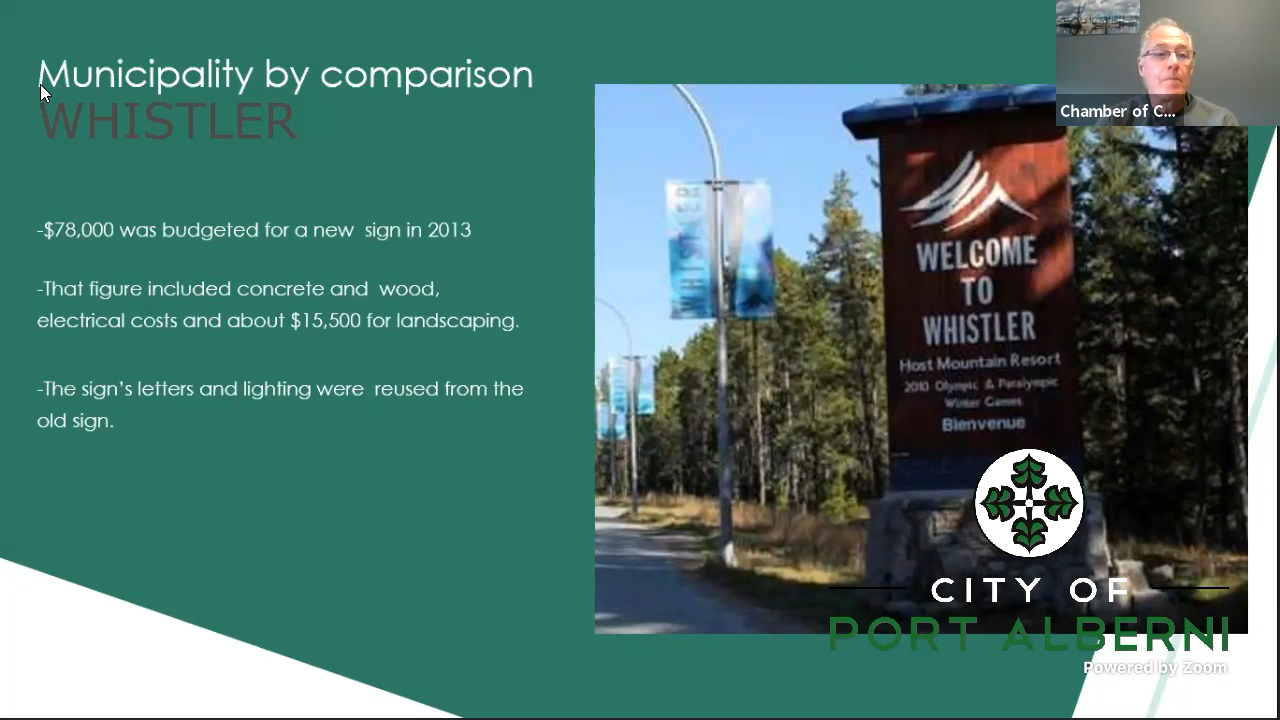 Municipality by comparison
WHISTLER
-$78,000 was budgeted for a new sign in 2013
-That figure included concrete and wood,
electrical costs and about $15,500 for landscaping.
-The sign's letters and lighting were reused from the
old sign.
WELCOME
TO
WHISTLER
Host Mountain Resort
2010 Olympic & Paralympic
Winter Games
Bienvenue
Chamber of C...
CITY OF
PORT ALBERNI
Powered by Zoom